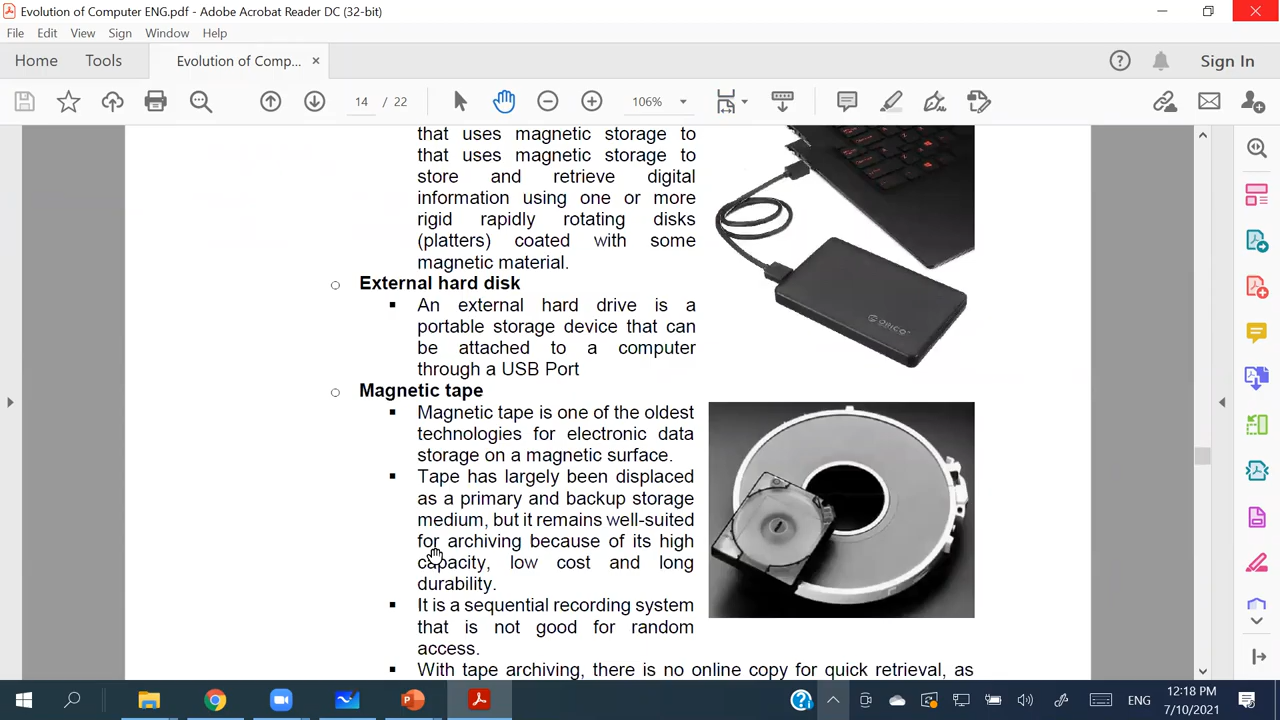 Evolution of Computer ENG.pdf - Adobe Acrobat Reader DC (32-bit)
File Edit View Sign Window Help
Home Tools Evolution of Comp... × Sign In
14 / 22 106%
that uses magnetic storage to
that uses magnetic storage to
store and retrieve digital
information using one or more
rigid rapidly rotating disks
(platters) coated with some
magnetic material.
External hard disk
An external hard drive is a
portable storage device that can
be attached to a computer
through a USB Port
ORICO
Magnetic tape
Magnetic tape is one of the oldest
technologies for electronic data
storage on a magnetic surface.
Tape has largely been displaced
as a primary and backup storage
medium, but it remains well-suited
for archiving because of its high
capacity, low cost and long
durability.
It is a sequential recording system
that is not good for random
access.
With tape archiving, there is no online copy for quick retrieval, as
ENG
12:18 PM
7/10/2021